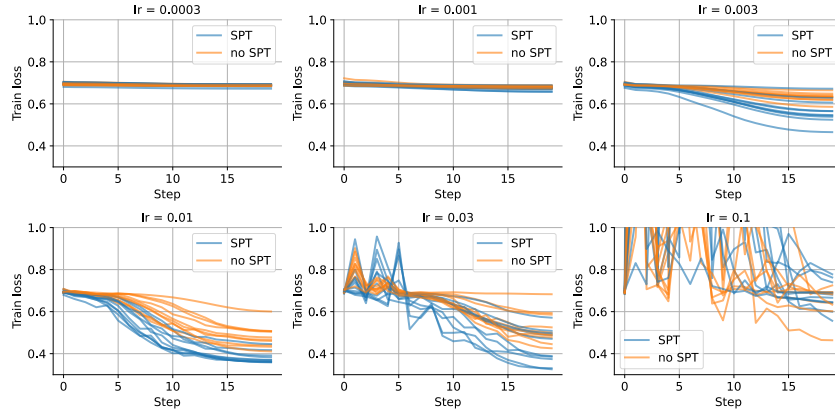 lr = 0.0003
1.0
0.8
0.6
0.4
Train loss
SPT
no SPT
0
5
10
15
Step
lr = 0.001
1.0
0.8
0.6
0.4
Train loss
SPT
no SPT
0
5
10
15
Step
lr = 0.003
1.0
0.8
0.6
0.4
Train loss
SPT
no SPT
0
5
10
15
Step
lr = 0.01
1.0
0.8
0.6
0.4
Train loss
SPT
no SPT
0
5
10
15
Step
lr = 0.03
1.0
0.8
0.6
0.4
Train loss
SPT
no SPT
0
5
10
15
Step
lr = 0.1
1.0
0.8
0.6
0.4
Train loss
SPT
no SPT
0
5
10
15
Step